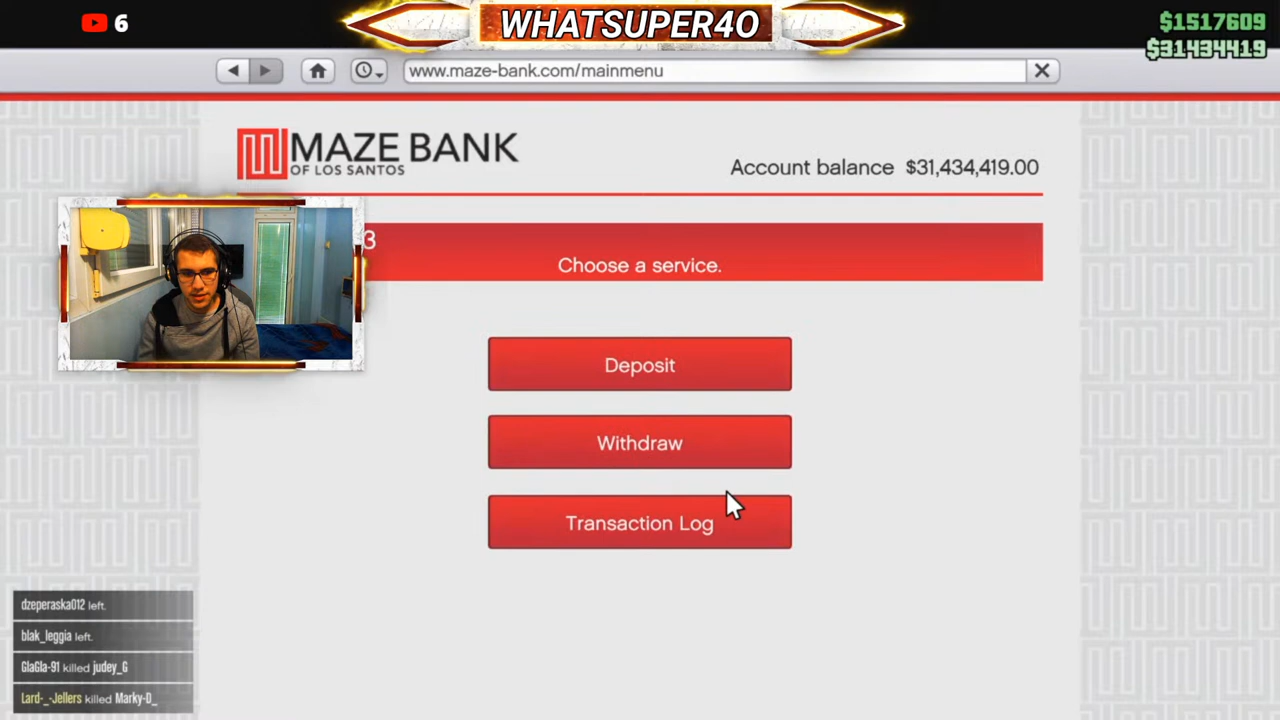 6
WHATSUPER4O
$1517609
$31434419
www.maze-bank.com/mainmenu
MAZE BANK
OF LOS SANTOS
Account balance $31,434,419.00
3
Choose a service.
Deposit
Withdraw
Transaction Log
dzeperaska012 left.
blak_leggia left.
GlaGla-91 killed judey_G
Lard-_-Jellers killed Marky-D_